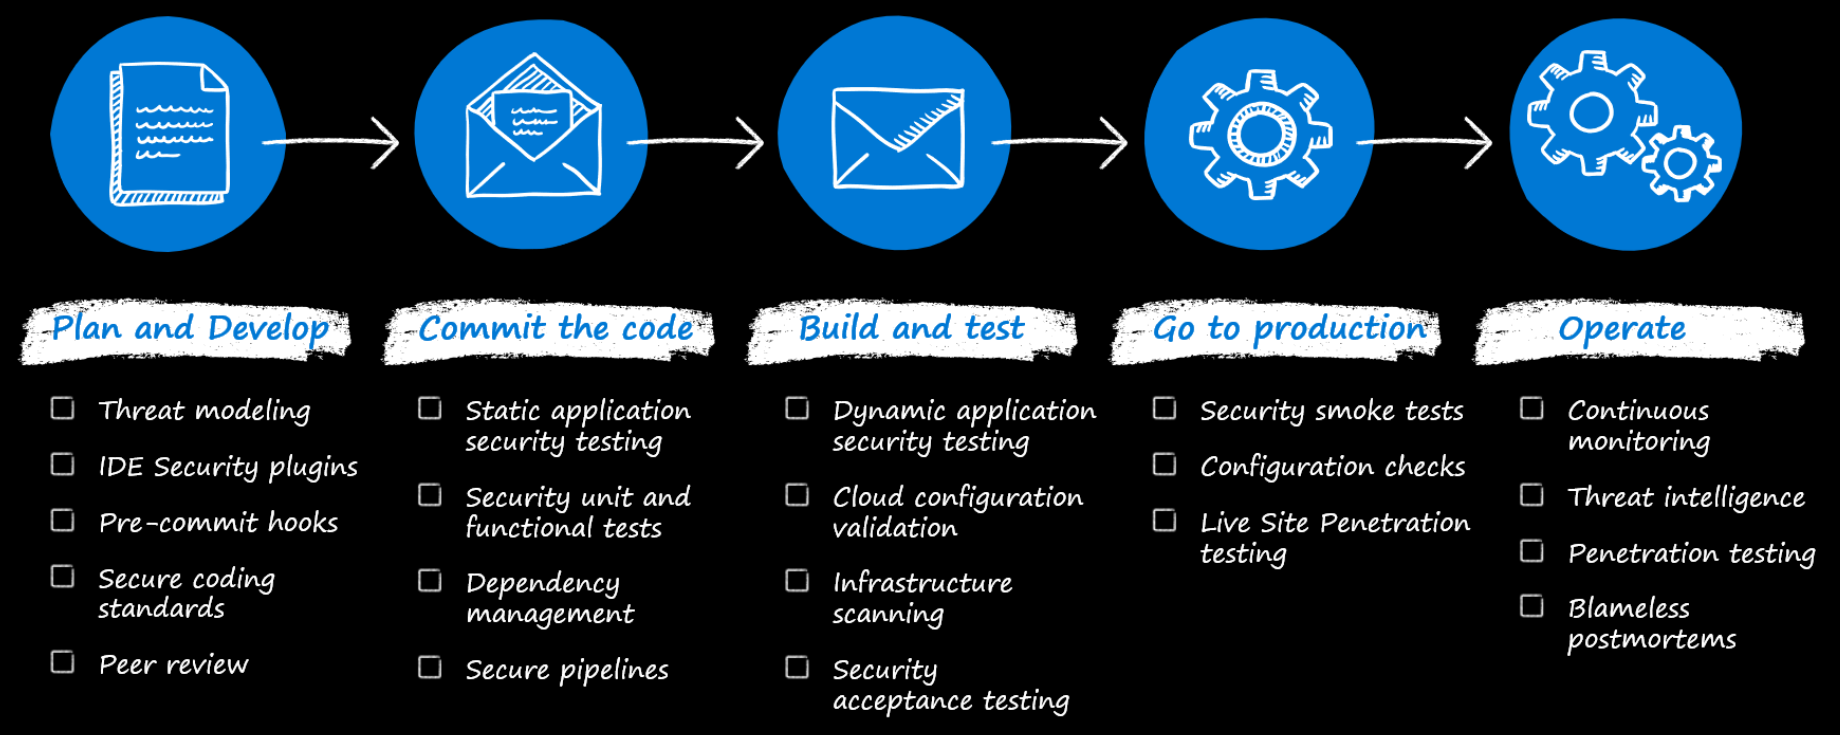 Plan and Develop
Threat modeling
IDE Security plugins
Pre-commit hooks
Secure coding
standards
Peer review
Commit the code
Static application
security testing
Security unit and
functional tests
Dependency
management
Secure pipelines
Build and test
Dynamic application
security testing
Cloud configuration
validation
Infrastructure
scanning
Security
acceptance testing
Go to production
Security smoke tests
Configuration checks
Live Site Penetration
testing
Operate
Continuous
monitoring
Threat intelligence
Penetration testing
Blameless
postmortems